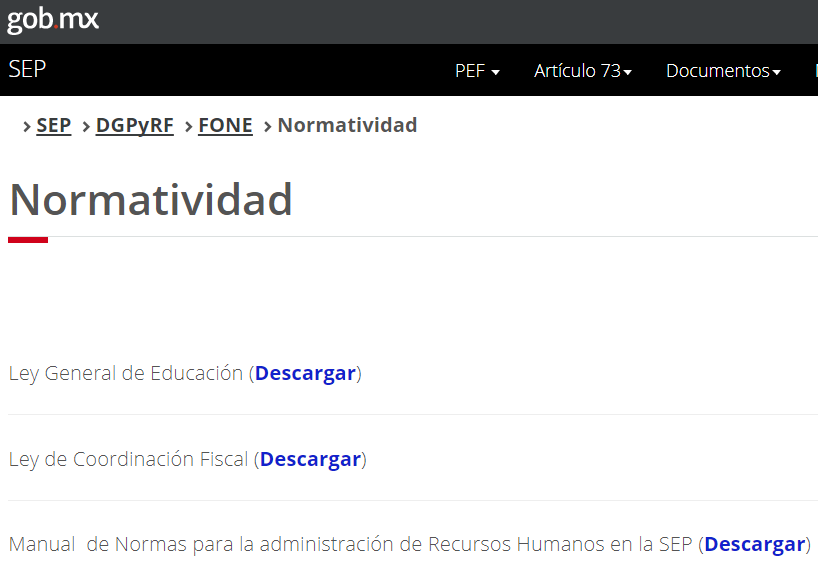 gob.mx
SEP PEF Artículo 73 Documentos
SEP DGPyRF FONE Normatividad
Normatividad
Ley General de Educación (Descargar)
Ley de Coordinación Fiscal (Descargar)
Manual de Normas para la administración de Recursos Humanos en la SEP (Descargar)